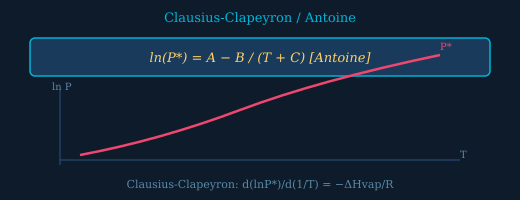 Clausius-Clapeyron / Antoine
ln(P*) = A − B / (T + C) [Antoine]
P*
ln P
T
Clausius-Clapeyron: d(lnP*)/d(1/T) = −ΔHvap/R